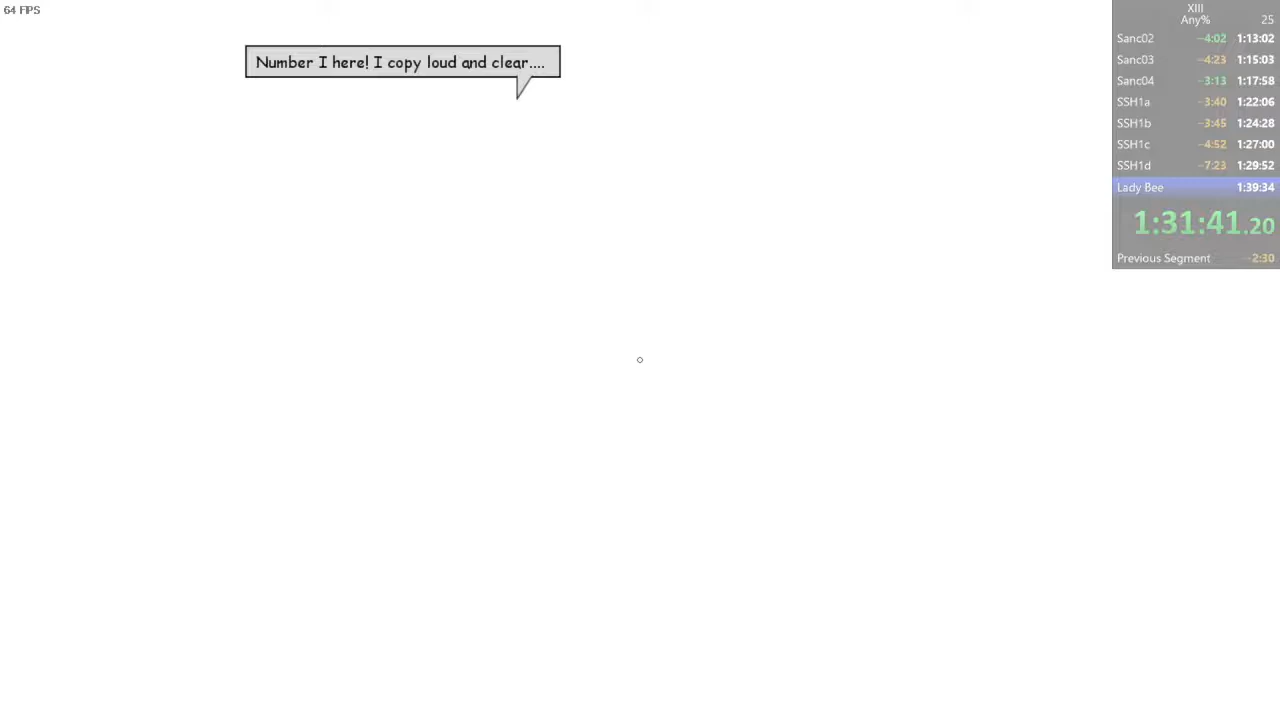 64 FPS
Number I here! I copy loud and clear....
XIII
Any% 25
Sanc02 -4:02 1:13:02
Sanc03 -4:23 1:15:03
Sanc04 -3:13 1:17:58
SSH1a -3:40 1:22:06
SSH1b -3:45 1:24:28
SSH1c -4:52 1:27:00
SSH1d -7:23 1:29:52
Lady Bee 1:39:34
1:31:41.20
Previous Segment -2:30